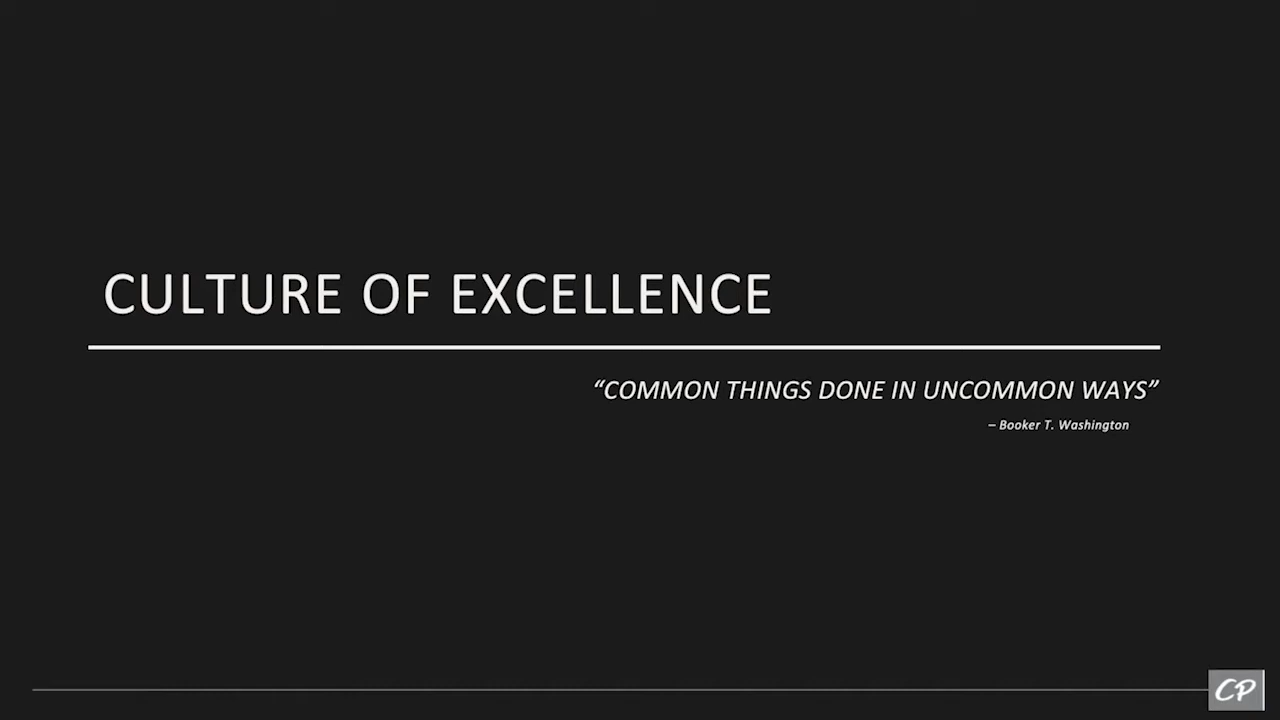 CULTURE OF EXCELLENCE
“COMMON THINGS DONE IN UNCOMMON WAYS”
– Booker T. Washington
CP